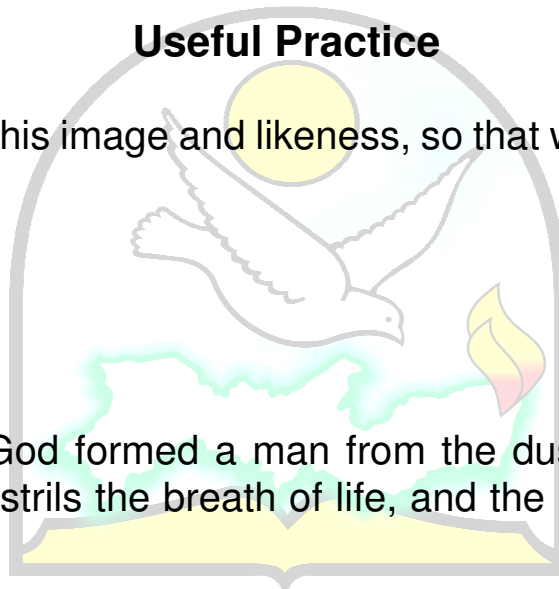 Useful Practice
his image and likeness, so that w
God formed a man from the dus
strils the breath of life, and the